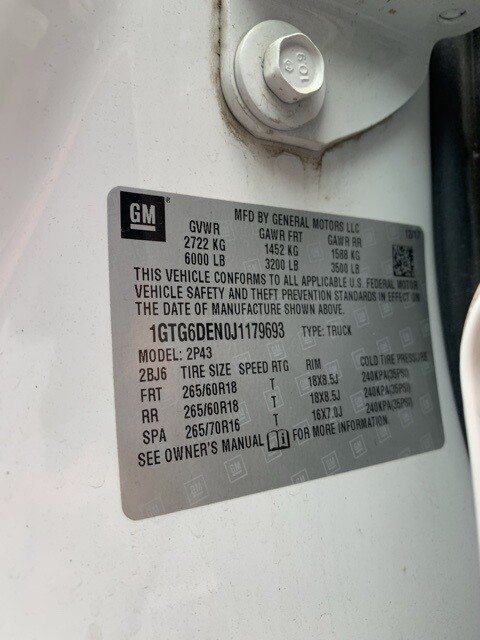 10.9
GM
MFD BY GENERAL MOTORS LLC
GVWR GAWR FRT GAWR RR
2722 KG 1452 KG 1588 KG
6000 LB 3200 LB 3500 LB
THIS VEHICLE CONFORMS TO ALL APPLICABLE U.S. FEDERAL MOTOR
VEHICLE SAFETY AND THEFT PREVENTION STANDARDS IN EFFECT ON
THE DATE OF MANUFACTURE SHOWN ABOVE.
1GTG6DEN0J1179693 TYPE: TRUCK
MODEL: 2P43
2BJ6 TIRE SIZE SPEED RTG RIM COLD TIRE PRESSURE
FRT 265/60R18 T 18X8.5J 240KPA(35PSI)
RR 265/60R18 T 18X8.5J 240KPA(35PSI)
SPA 265/70R16 T 16X7.0J 240KPA(35PSI)
SEE OWNER'S MANUAL FOR MORE INFORMATION.